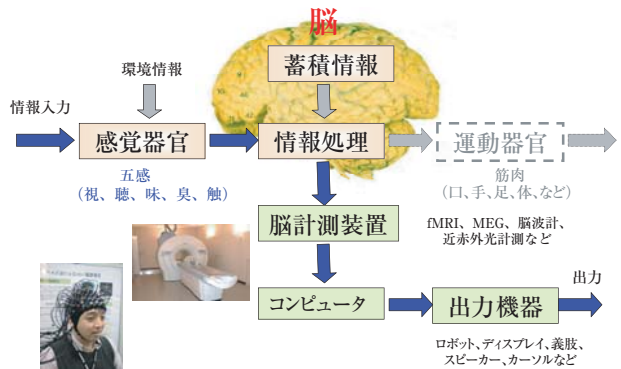 脳
環境情報
蓄積情報
情報入力
感覚器官
情報処理
運動器官
五感
(視、聴、味、臭、触)
筋肉
(口、手、足、体、など)
脳計測装置
fMRI、MEG、脳波計、
近赤外光計測など
コンピュータ
出力機器
出力
ロボット、ディスプレイ、義肢、
スピーカー、カーソルなど